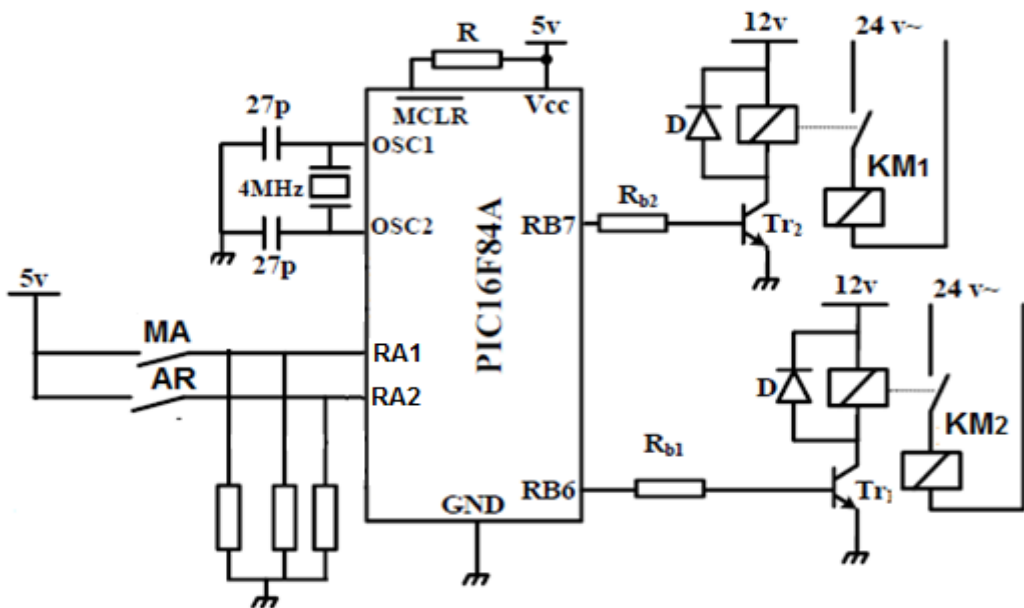 R
5v
12v
24 v~
MCLR
Vcc
27p
OSC1
4MHz
OSC2
27p
D
KM1
Rb2
RB7
Tr2
PIC16F84A
5v
MA
RA1
AR
RA2
12v
24 v~
D
KM2
Rb1
RB6
Tr1
GND